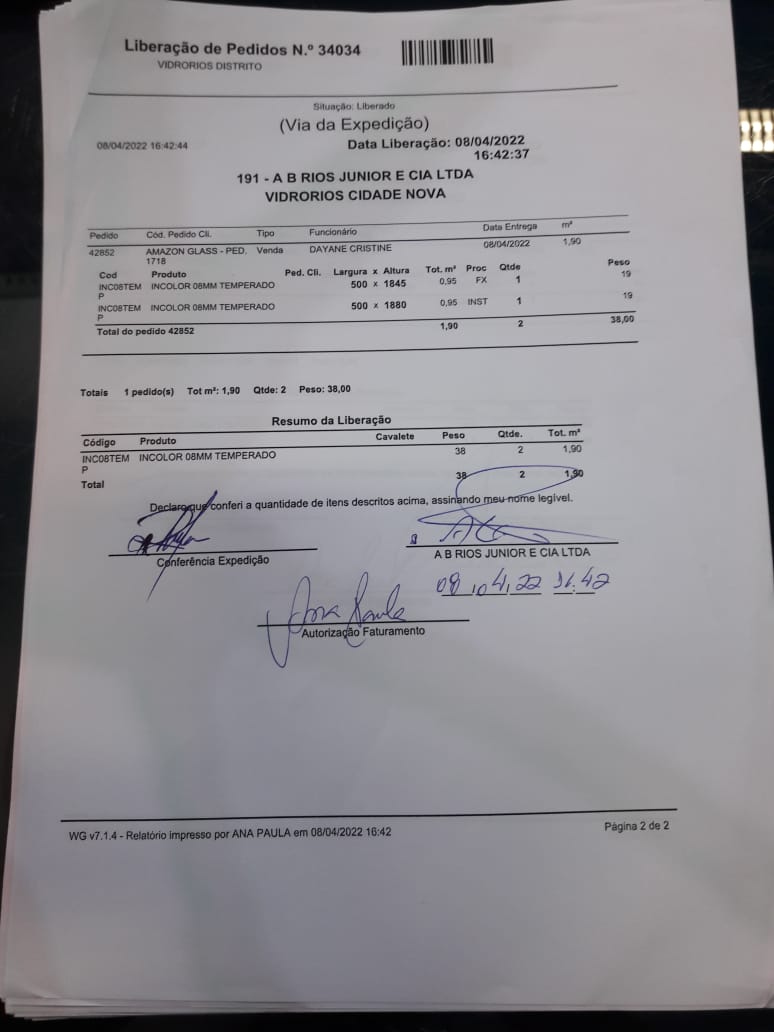 Liberação de Pedidos N.º 34034
VIDRORIOS DISTRITO
Situação: Liberado
(Via da Expedição)
08/04/2022 16:42:44
Data Liberação: 08/04/2022
16:42:37
191 - A B RIOS JUNIOR E CIA LTDA
VIDRORIOS CIDADE NOVA
Pedido Cód. Pedido Cli. Tipo Funcionário Data Entrega m²
42852 AMAZON GLASS - PED. 1718 Venda DAYANE CRISTINE 08/04/2022 1,90
Cod Produto Ped. Cli. Largura x Altura Tot. m² Proc Qtde Peso
INC08TEMP INCOLOR 08MM TEMPERADO 500 x 1845 0,95 FX 1 19
INC08TEMP INCOLOR 08MM TEMPERADO 500 x 1880 0,95 INST 1 19
Total do pedido 42852 1,90 2 38,00
Totais 1 pedido(s) Tot m²: 1,90 Qtde: 2 Peso: 38,00
Resumo da Liberação
Código Produto Cavalete Peso Qtde. Tot. m²
INC08TEMP INCOLOR 08MM TEMPERADO 38 2 1,90
Total 38 2 1,90
Declaro que conferi a quantidade de itens descritos acima, assinando meu nome legível.
Conferência Expedição
A B RIOS JUNIOR E CIA LTDA
08 04 22 16:42
Ana Paula
Autorização Faturamento
WG v7.1.4 - Relatório impresso por ANA PAULA em 08/04/2022 16:42
Página 2 de 2